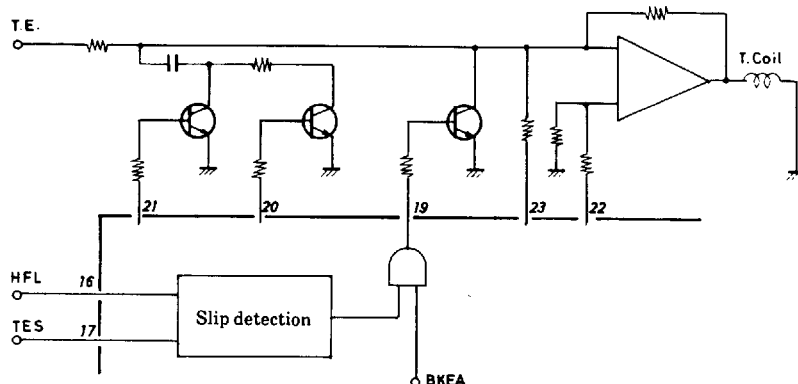 T.E.
T.Coil
21
20
19
23
22
HFL
16
Slip detection
TES
17
BKFA